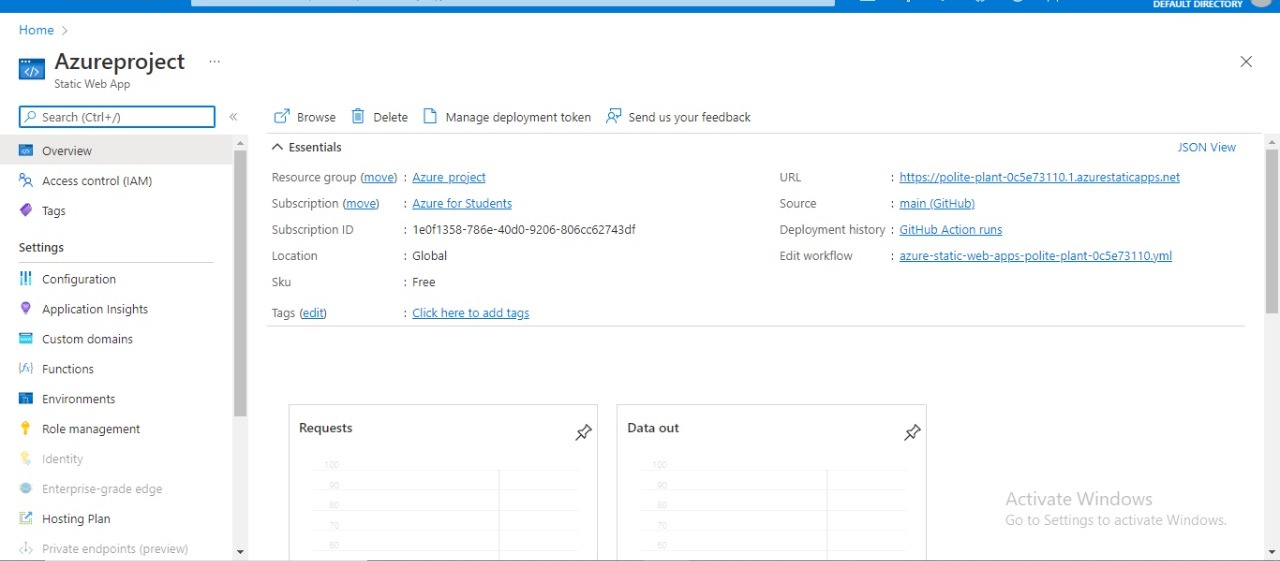 DEFAULT DIRECTORY
Home
Azureproject
Static Web App
Search (Ctrl+/)
Overview
Access control (IAM)
Tags
Settings
Configuration
Application Insights
Custom domains
Functions
Environments
Role management
Identity
Enterprise-grade edge
Hosting Plan
Private endpoints (preview)
Browse
Delete
Manage deployment token
Send us your feedback
Essentials
JSON View
Resource group (move) : Azure_project
Subscription (move) : Azure for Students
Subscription ID : 1e0f1358-786e-40d0-9206-806cc62743df
Location : Global
Sku : Free
Tags (edit) : Click here to add tags
URL : https://polite-plant-0c5e73110.1.azurestaticapps.net
Source : main (GitHub)
Deployment history : GitHub Action runs
Edit workflow : azure-static-web-apps-polite-plant-0c5e73110.yml
Requests
100
90
80
70
60
Data out
100
90
80
70
60
Activate Windows
Go to Settings to activate Windows.